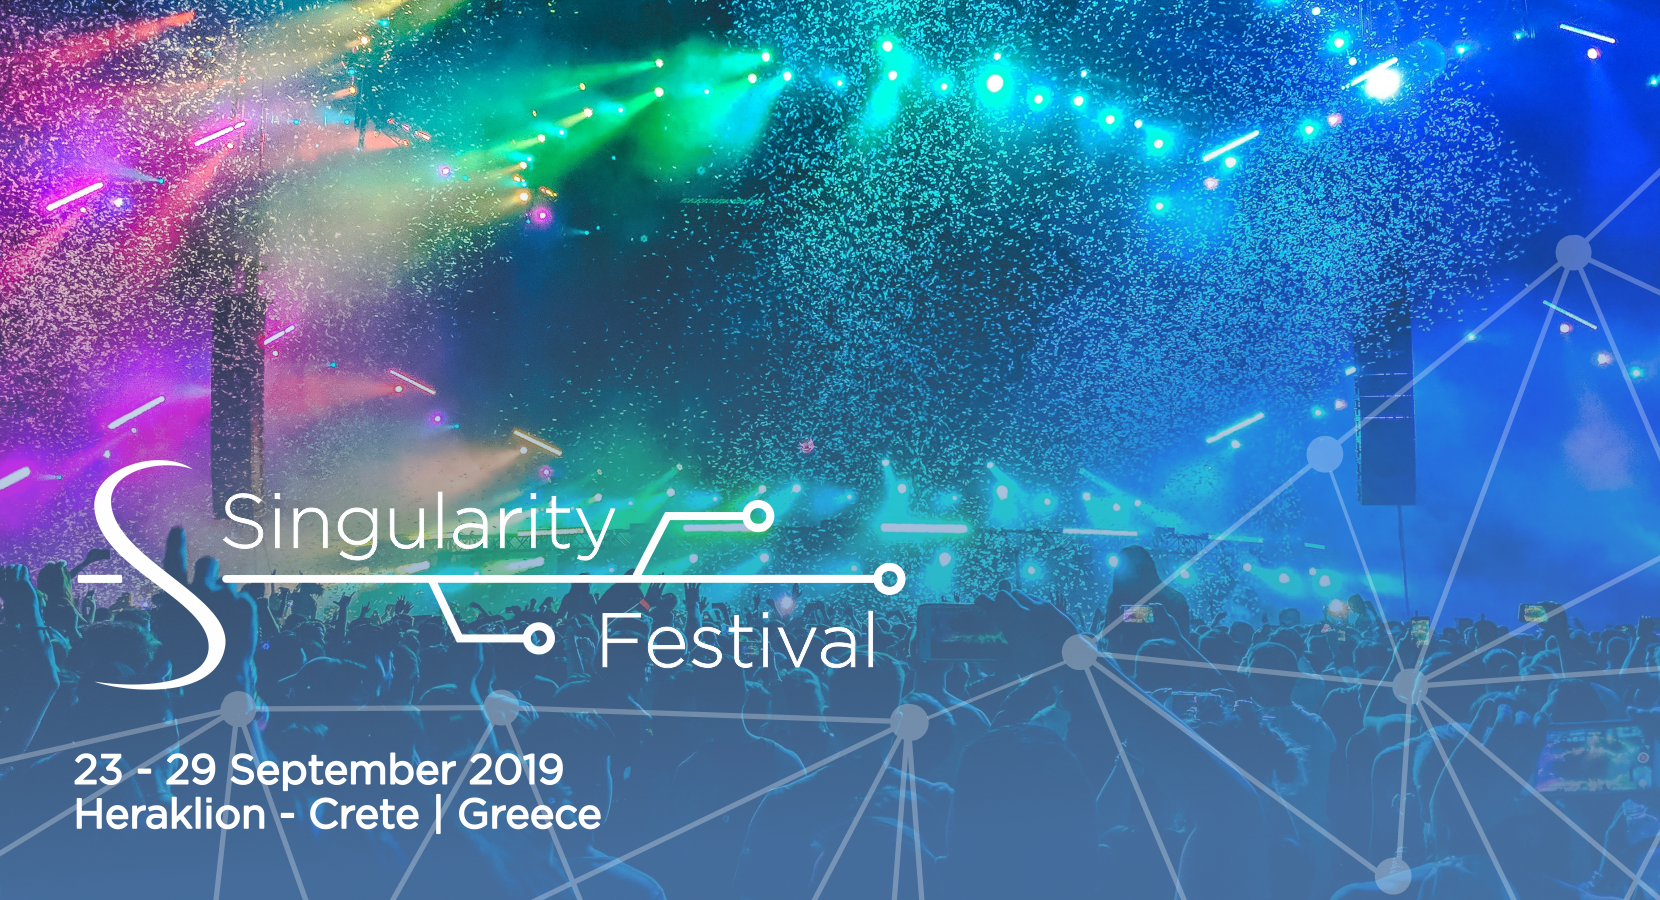 Singularity
Festival
23 - 29 September 2019
Heraklion - Crete | Greece